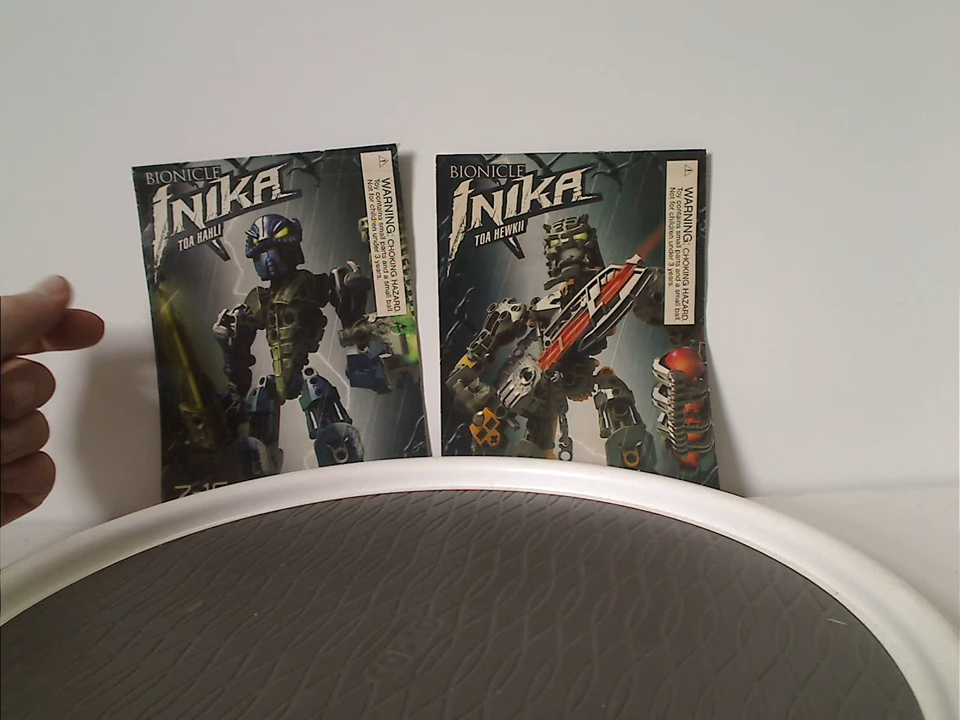 BIONICLE
INIKA
TOA HAHLI
WARNING: CHOKING HAZARD.
Toy contains small parts and a small ball.
Not for children under 3 years.
7-15
BIONICLE
INIKA
TOA HEWKII
WARNING: CHOKING HAZARD.
Toy contains small parts and a small ball.
Not for children under 3 years.